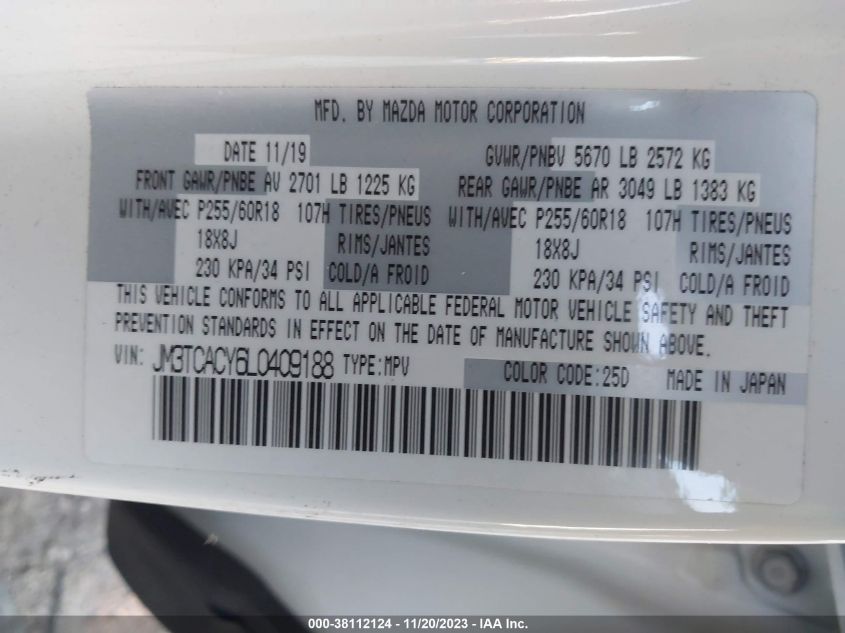 MFD. BY MAZDA MOTOR CORPORATION
DATE 11/19 GVWR/PNBV 5670 LB 2572 KG
FRONT GAWR/PNBE AV 2701 LB 1225 KG REAR GAWR/PNBE AR 3049 LB 1383 KG
WITH/AVEC P255/60R18 107H TIRES/PNEUS WITH/AVEC P255/60R18 107H TIRES/PNEUS
18X8J RIMS/JANTES 18X8J RIMS/JANTES
230 KPA/34 PSI COLD/A FROID 230 KPA/34 PSI COLD/A FROID
THIS VEHICLE CONFORMS TO ALL APPLICABLE FEDERAL MOTOR VEHICLE SAFETY AND THEFT
PREVENTION STANDARDS IN EFFECT ON THE DATE OF MANUFACTURE SHOWN ABOVE.
VIN: JM3TCACY6L0409188 TYPE:MPV COLOR CODE:25D MADE IN JAPAN
000-38112124 - 11/20/2023 - IAA Inc.